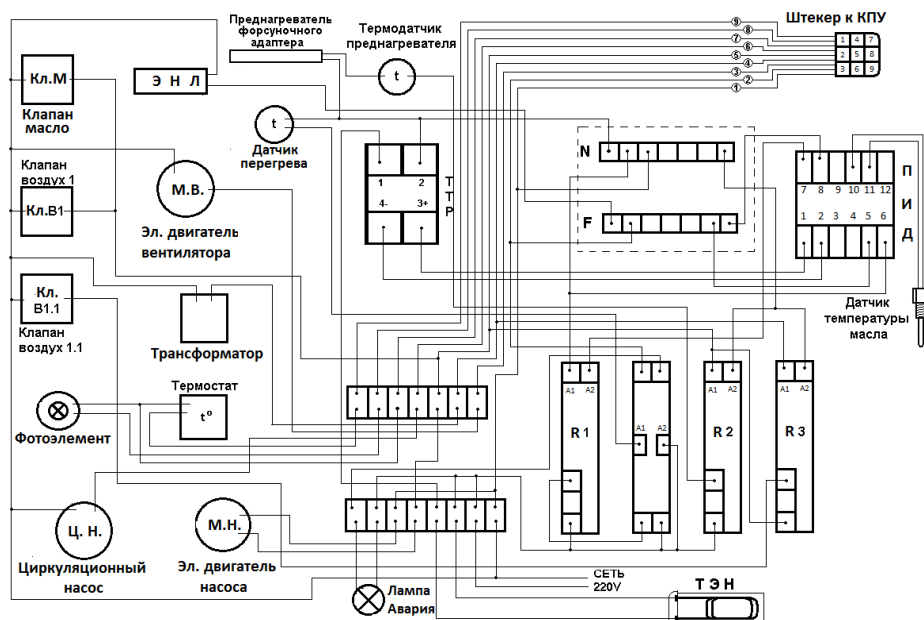 Преднагреватель
форсуночного
адаптера
Термодатчик
преднагревателя
Штекер к КПУ
9
8
7
6
5
4
3
2
1
1 4 7
2 5 8
3 6 9
Кл.М
Клапан
масло
Э Н Л
t
t
Датчик
перегрева
Клапан
воздух 1
Кл.В1
М.В.
Эл. двигатель
вентилятора
1 2
4- 3+
Т
Т
Р
N
F
7 8 9 10 11 12
1 2 3 4 5 6
П
И
Д
Датчик
температуры
масла
Кл.
В1.1
Клапан
воздух 1.1
Трансформатор
Термостат
t°
Фотоэлемент
A1 A2
R 1
A1 A2
A1 A2
R 2
A1 A2
R 3
Ц. Н.
Циркуляционный
насос
М.Н.
Эл. двигатель
насоса
Лампа
Авария
СЕТЬ
220V
ТЭН